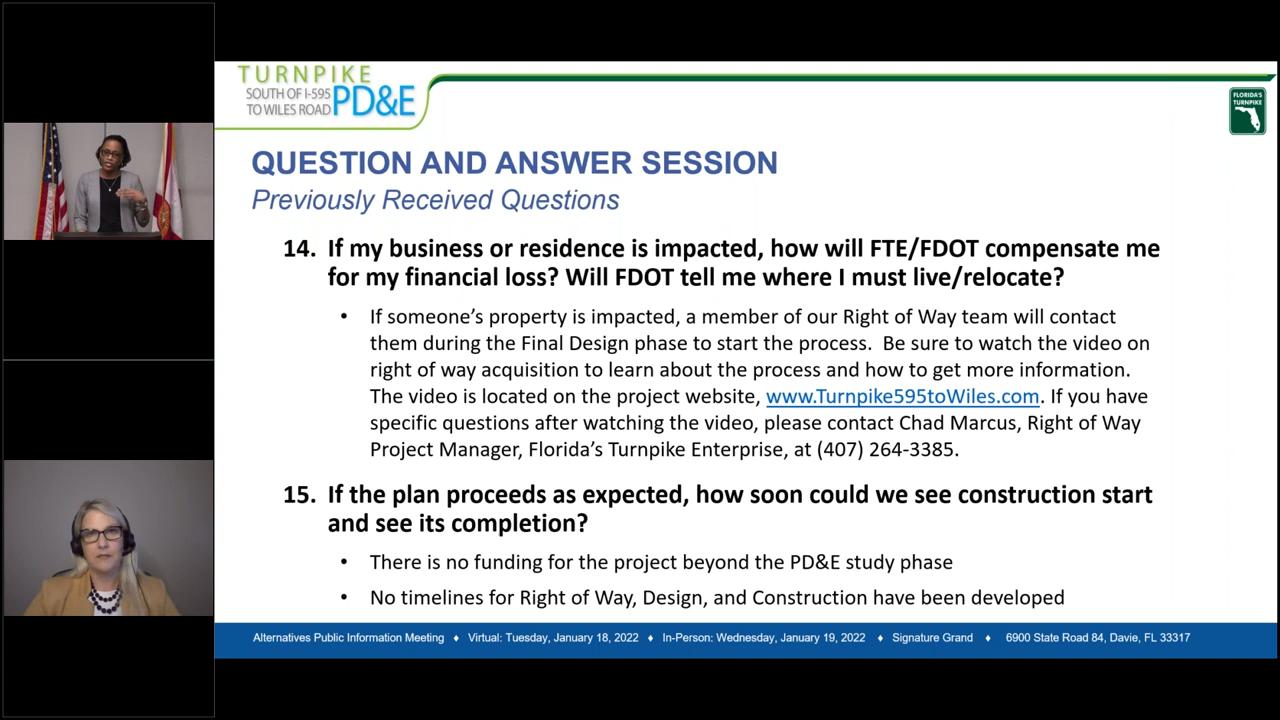 TURNPIKE
SOUTH OF I-595
TO WILES ROAD
PD&E
FLORIDA'S
TURNPIKE
QUESTION AND ANSWER SESSION
Previously Received Questions
14. If my business or residence is impacted, how will FTE/FDOT compensate me
for my financial loss? Will FDOT tell me where I must live/relocate?
• If someone's property is impacted, a member of our Right of Way team will contact
them during the Final Design phase to start the process. Be sure to watch the video on
right of way acquisition to learn about the process and how to get more information.
The video is located on the project website, www.Turnpike595toWiles.com. If you have
specific questions after watching the video, please contact Chad Marcus, Right of Way
Project Manager, Florida's Turnpike Enterprise, at (407) 264-3385.
15. If the plan proceeds as expected, how soon could we see construction start
and see its completion?
• There is no funding for the project beyond the PD&E study phase
• No timelines for Right of Way, Design, and Construction have been developed
Alternatives Public Information Meeting ♦ Virtual: Tuesday, January 18, 2022 ♦ In-Person: Wednesday, January 19, 2022 ♦ Signature Grand ♦ 6900 State Road 84, Davie, FL 33317